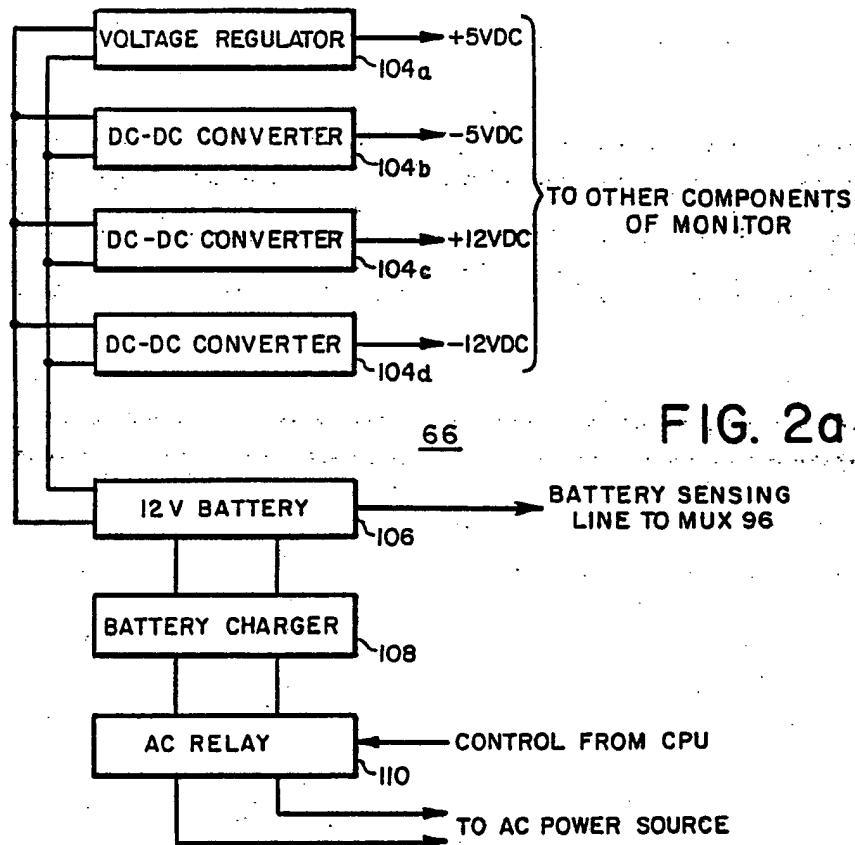 VOLTAGE REGULATOR
+5VDC
104a
DC-DC CONVERTER
-5VDC
104b
DC-DC CONVERTER
+12VDC
104c
DC-DC CONVERTER
-12VDC
104d
TO OTHER COMPONENTS
OF MONITOR
66
FIG. 2a
12V BATTERY
106
BATTERY SENSING
LINE TO MUX 96
BATTERY CHARGER
108
AC RELAY
110
CONTROL FROM CPU
TO AC POWER SOURCE